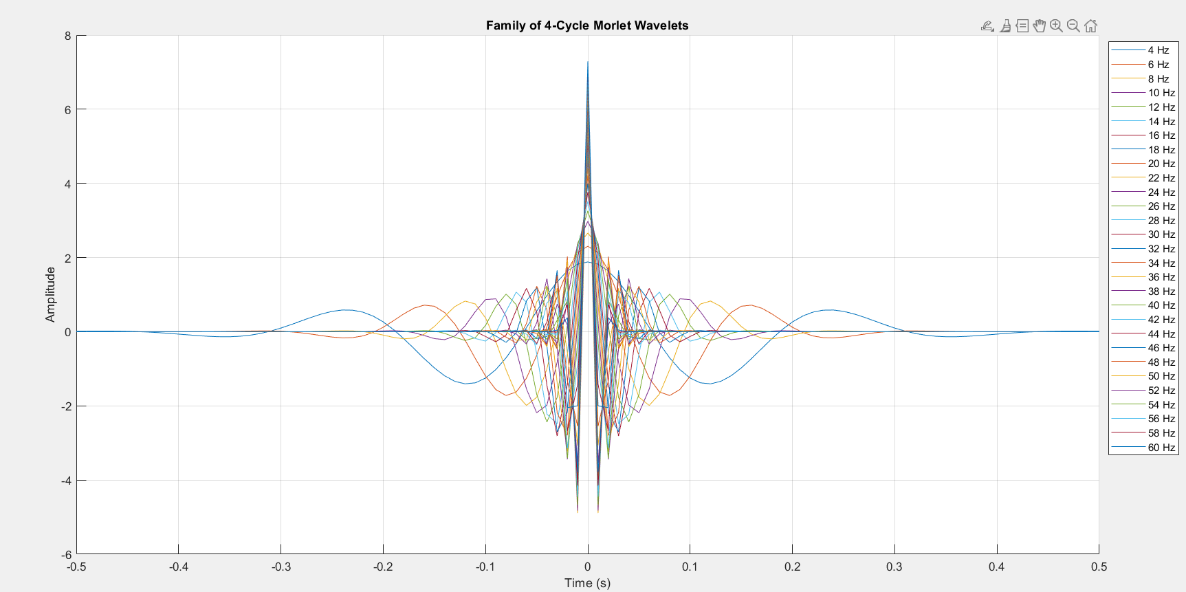 Family of 4-Cycle Morlet Wavelets
8
6
4
2
0
-2
-4
-6
Amplitude
-0.5
-0.4
-0.3
-0.2
-0.1
0
0.1
0.2
0.3
0.4
0.5
Time (s)
4 Hz
6 Hz
8 Hz
10 Hz
12 Hz
14 Hz
16 Hz
18 Hz
20 Hz
22 Hz
24 Hz
26 Hz
28 Hz
30 Hz
32 Hz
34 Hz
36 Hz
38 Hz
40 Hz
42 Hz
44 Hz
46 Hz
48 Hz
50 Hz
52 Hz
54 Hz
56 Hz
58 Hz
60 Hz